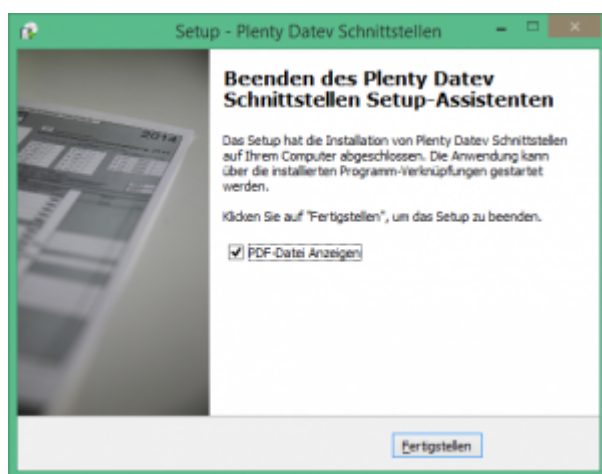 Setup - Plenty Datev Schnittstellen
2014
Beenden des Plenty Datev
Schnittstellen Setup-Assistenten
Das Setup hat die Installation von Plenty Datev Schnittstellen
auf Ihrem Computer abgeschlossen. Die Anwendung kann
über die installierten Programm-Verknüpfungen gestartet
werden.
Klicken Sie auf "Fertigstellen", um das Setup zu beenden.
PDF-Datei Anzeigen
Fertigstellen